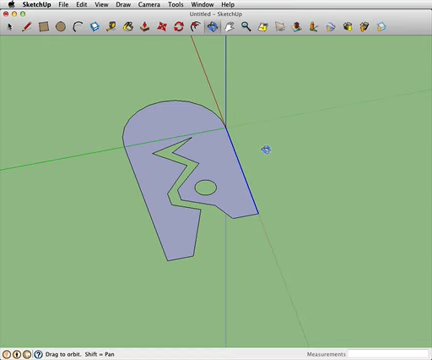 SketchUp File Edit View Draw Camera Tools Window Help
Untitled - SketchUp
Drag to orbit. Shift = Pan
Measurements